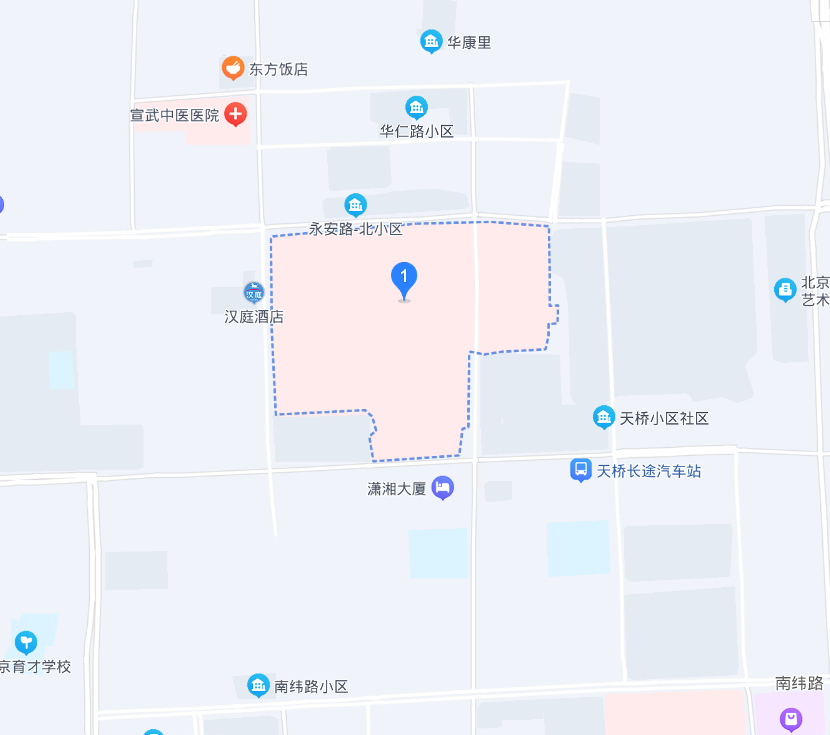 华康里
东方饭店
宣武中医医院
华仁路小区
永安路-北小区
1
北京
艺术
汉庭
汉庭酒店
天桥小区社区
天桥长途汽车站
潇湘大厦
京育才学校
南纬路小区
南纬路